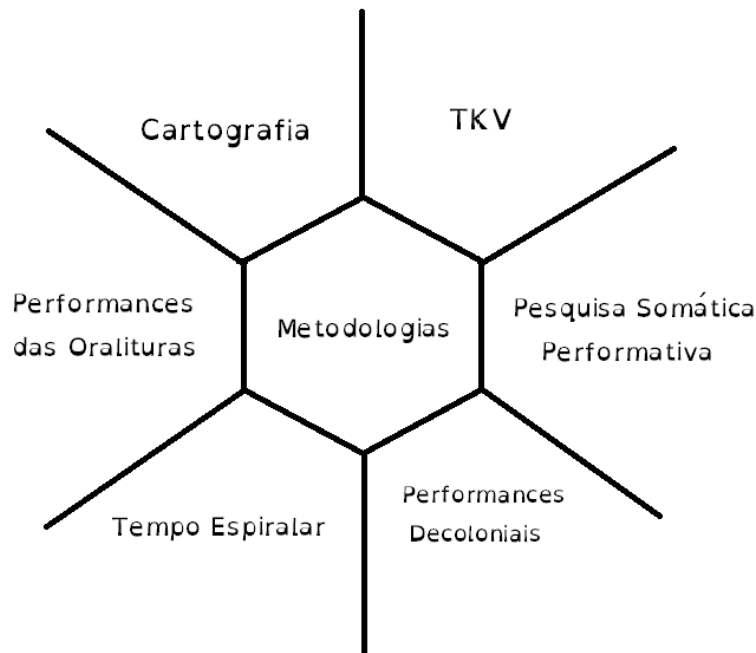 Cartografia
TKV
Performances
das Oralituras
Metodologias
Pesquisa Somática
Performativa
Tempo Espiralar
Performances
Decoloniais